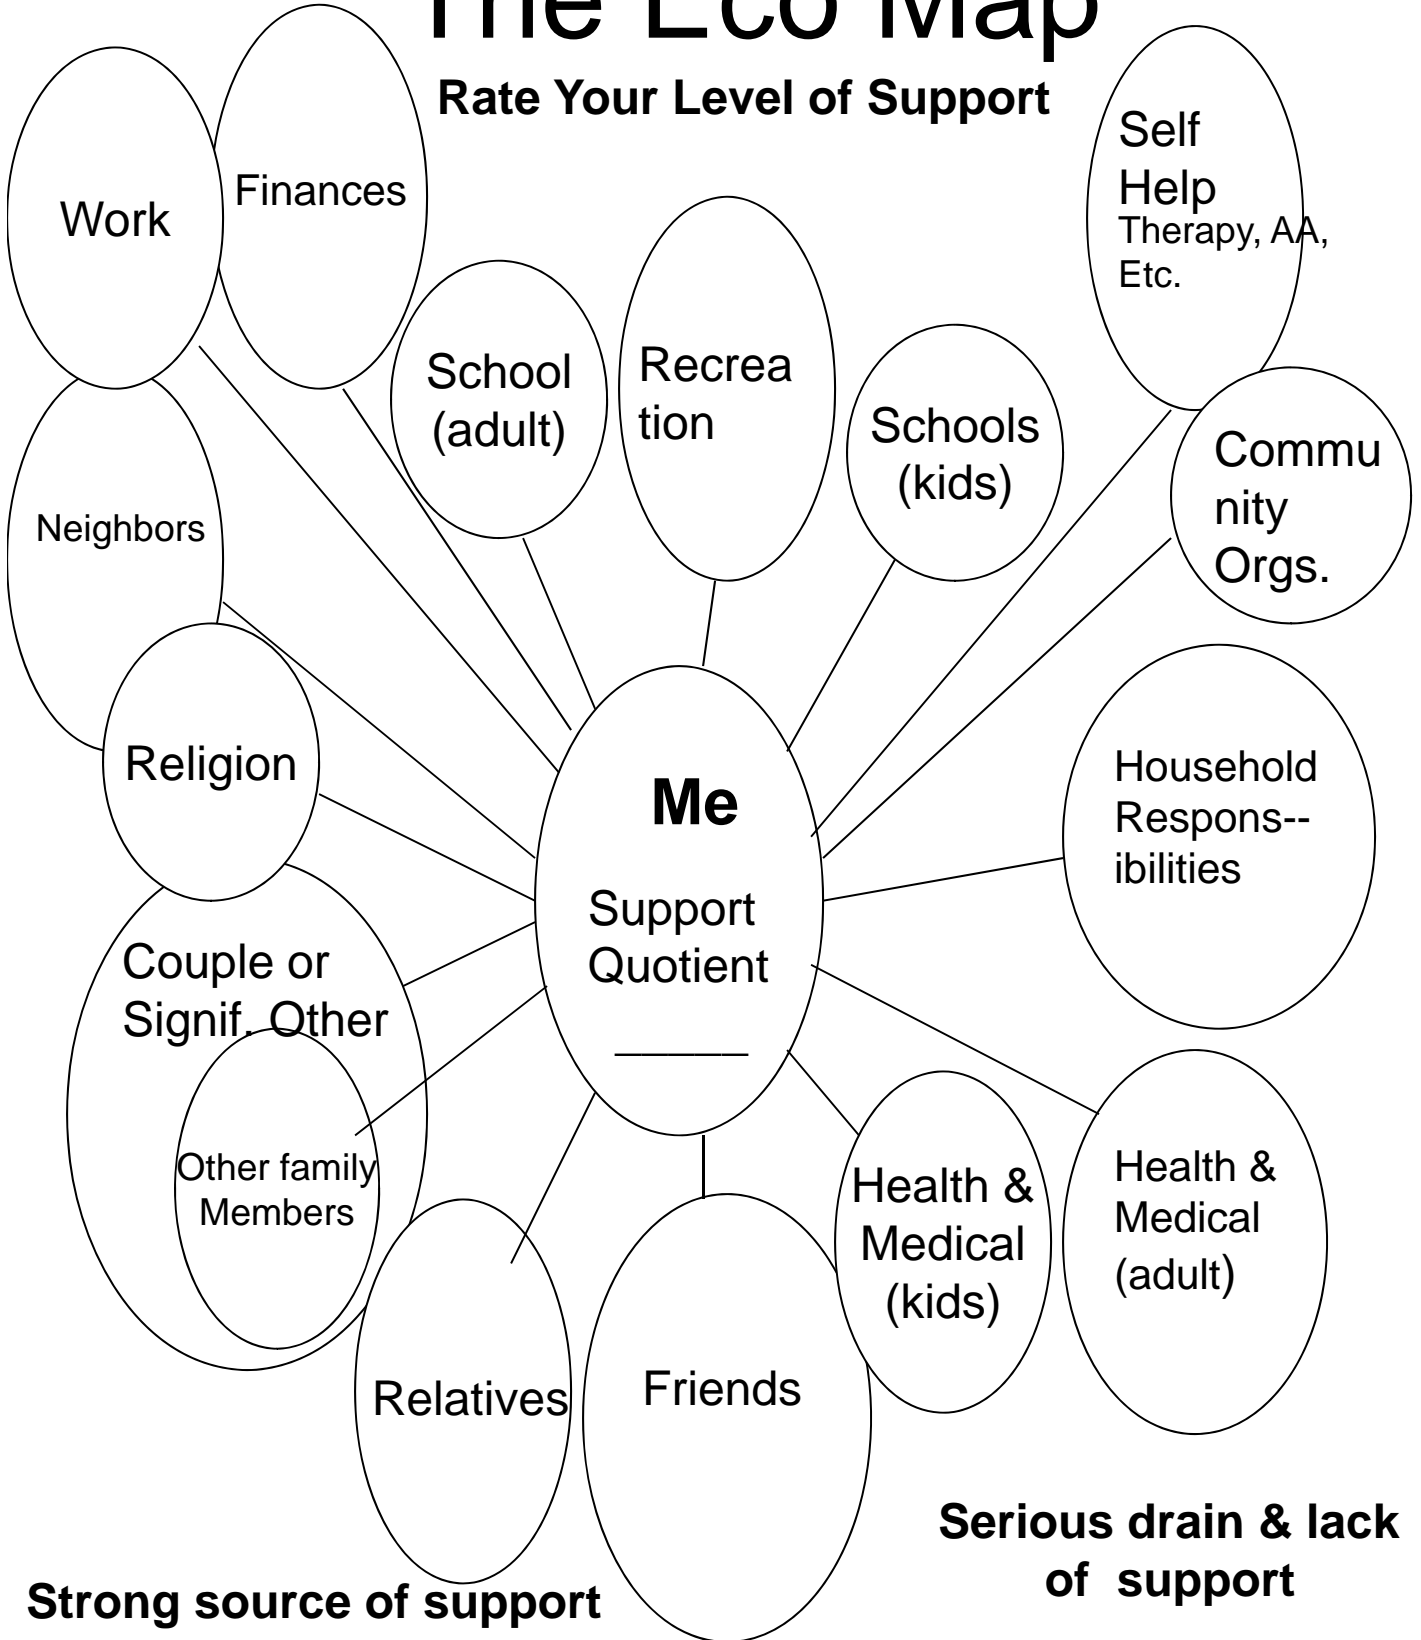 The Eco Map
Rate Your Level of Support
Work
Finances
Self
Help
Therapy, AA,
Etc.
School
(adult)
Recrea
tion
Schools
(kids)
Commu
nity
Orgs.
Neighbors
Religion
Me
Support
Quotient
_____
Household
Respons--
ibilities
Couple or
Signif. Other
Other family
Members
Relatives
Friends
Health &
Medical
(kids)
Health &
Medical
(adult)
Strong source of support
Serious drain & lack
of  support